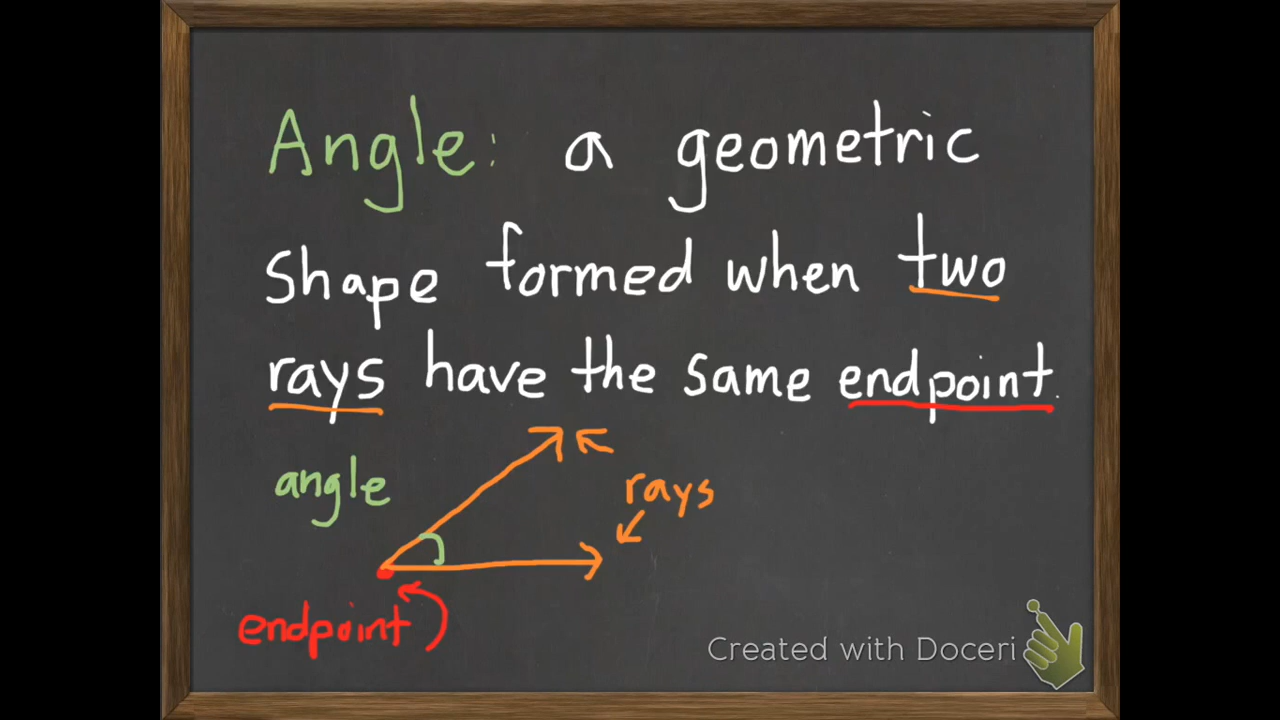 Angle: a geometric
shape formed when two
rays have the same endpoint.
angle
rays
endpoint
Created with Doceri